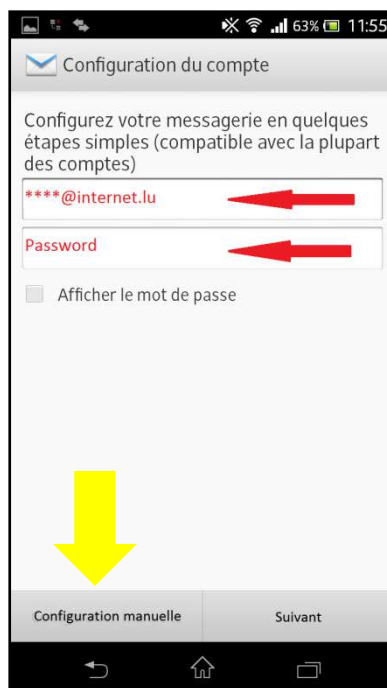 63% 11:55
Configuration du compte
Configurez votre messagerie en quelques
étapes simples (compatible avec la plupart
des comptes)
****@internet.lu
Password
Afficher le mot de passe
Configuration manuelle Suivant